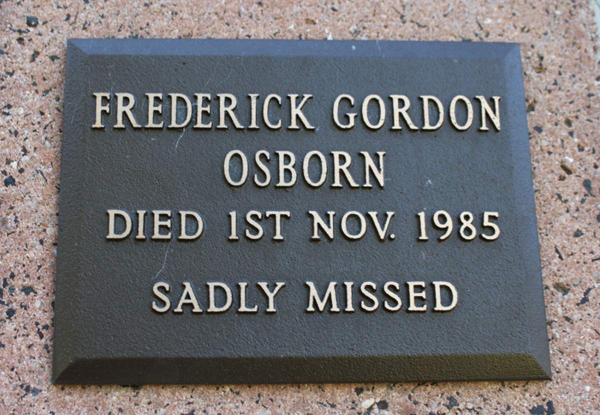 FREDERICK GORDON
OSBORN
DIED 1ST NOV. 1985
SADLY MISSED